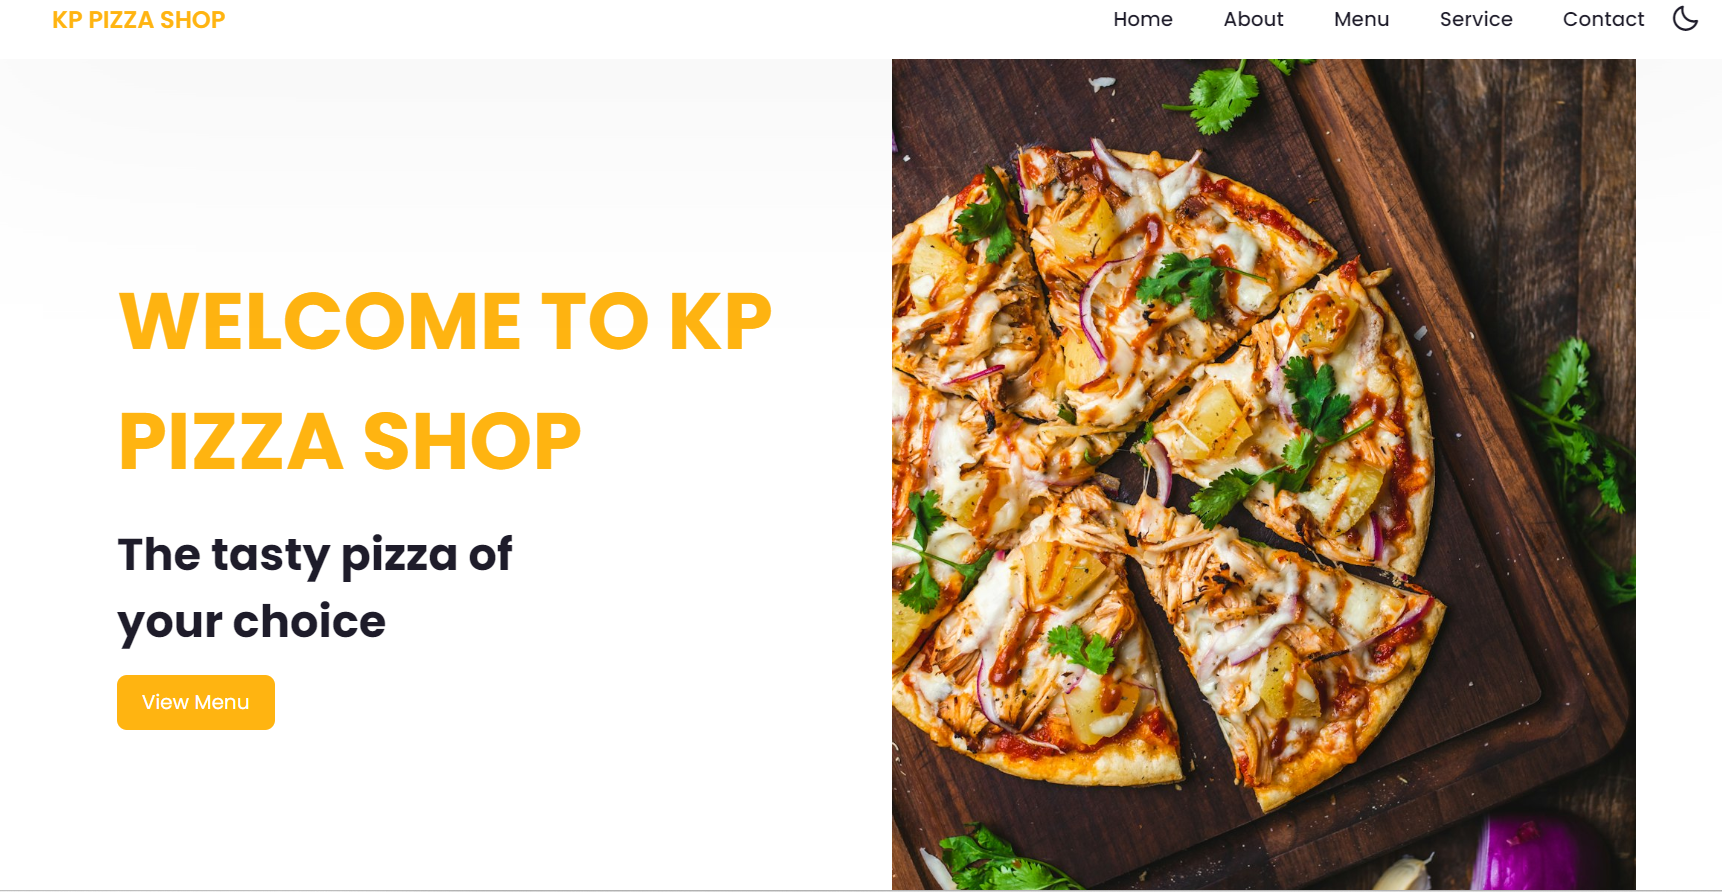 KP PIZZA SHOP
Home About Menu Service Contact
WELCOME TO KP
PIZZA SHOP
The tasty pizza of
your choice
View Menu